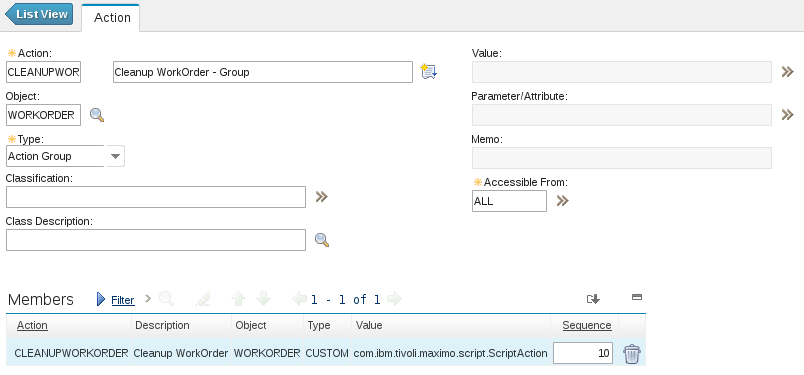 List View
Action
Action:
CLEANUPWOR
Cleanup WorkOrder - Group
Object:
WORKORDER
Type:
Action Group
Classification:
Class Description:
Value:
Parameter/Attribute:
Memo:
Accessible From:
ALL
Members Filter 1 - 1 of 1
Action Description Object Type Value Sequence
CLEANUPWORKORDER Cleanup WorkOrder WORKORDER CUSTOM com.ibm.tivoli.maximo.script.ScriptAction 10